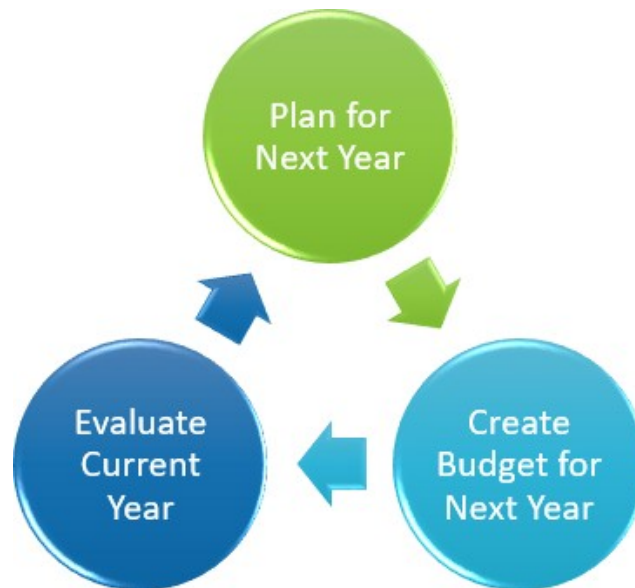 Plan for
Next Year
Create
Budget for
Next Year
Evaluate
Current
Year